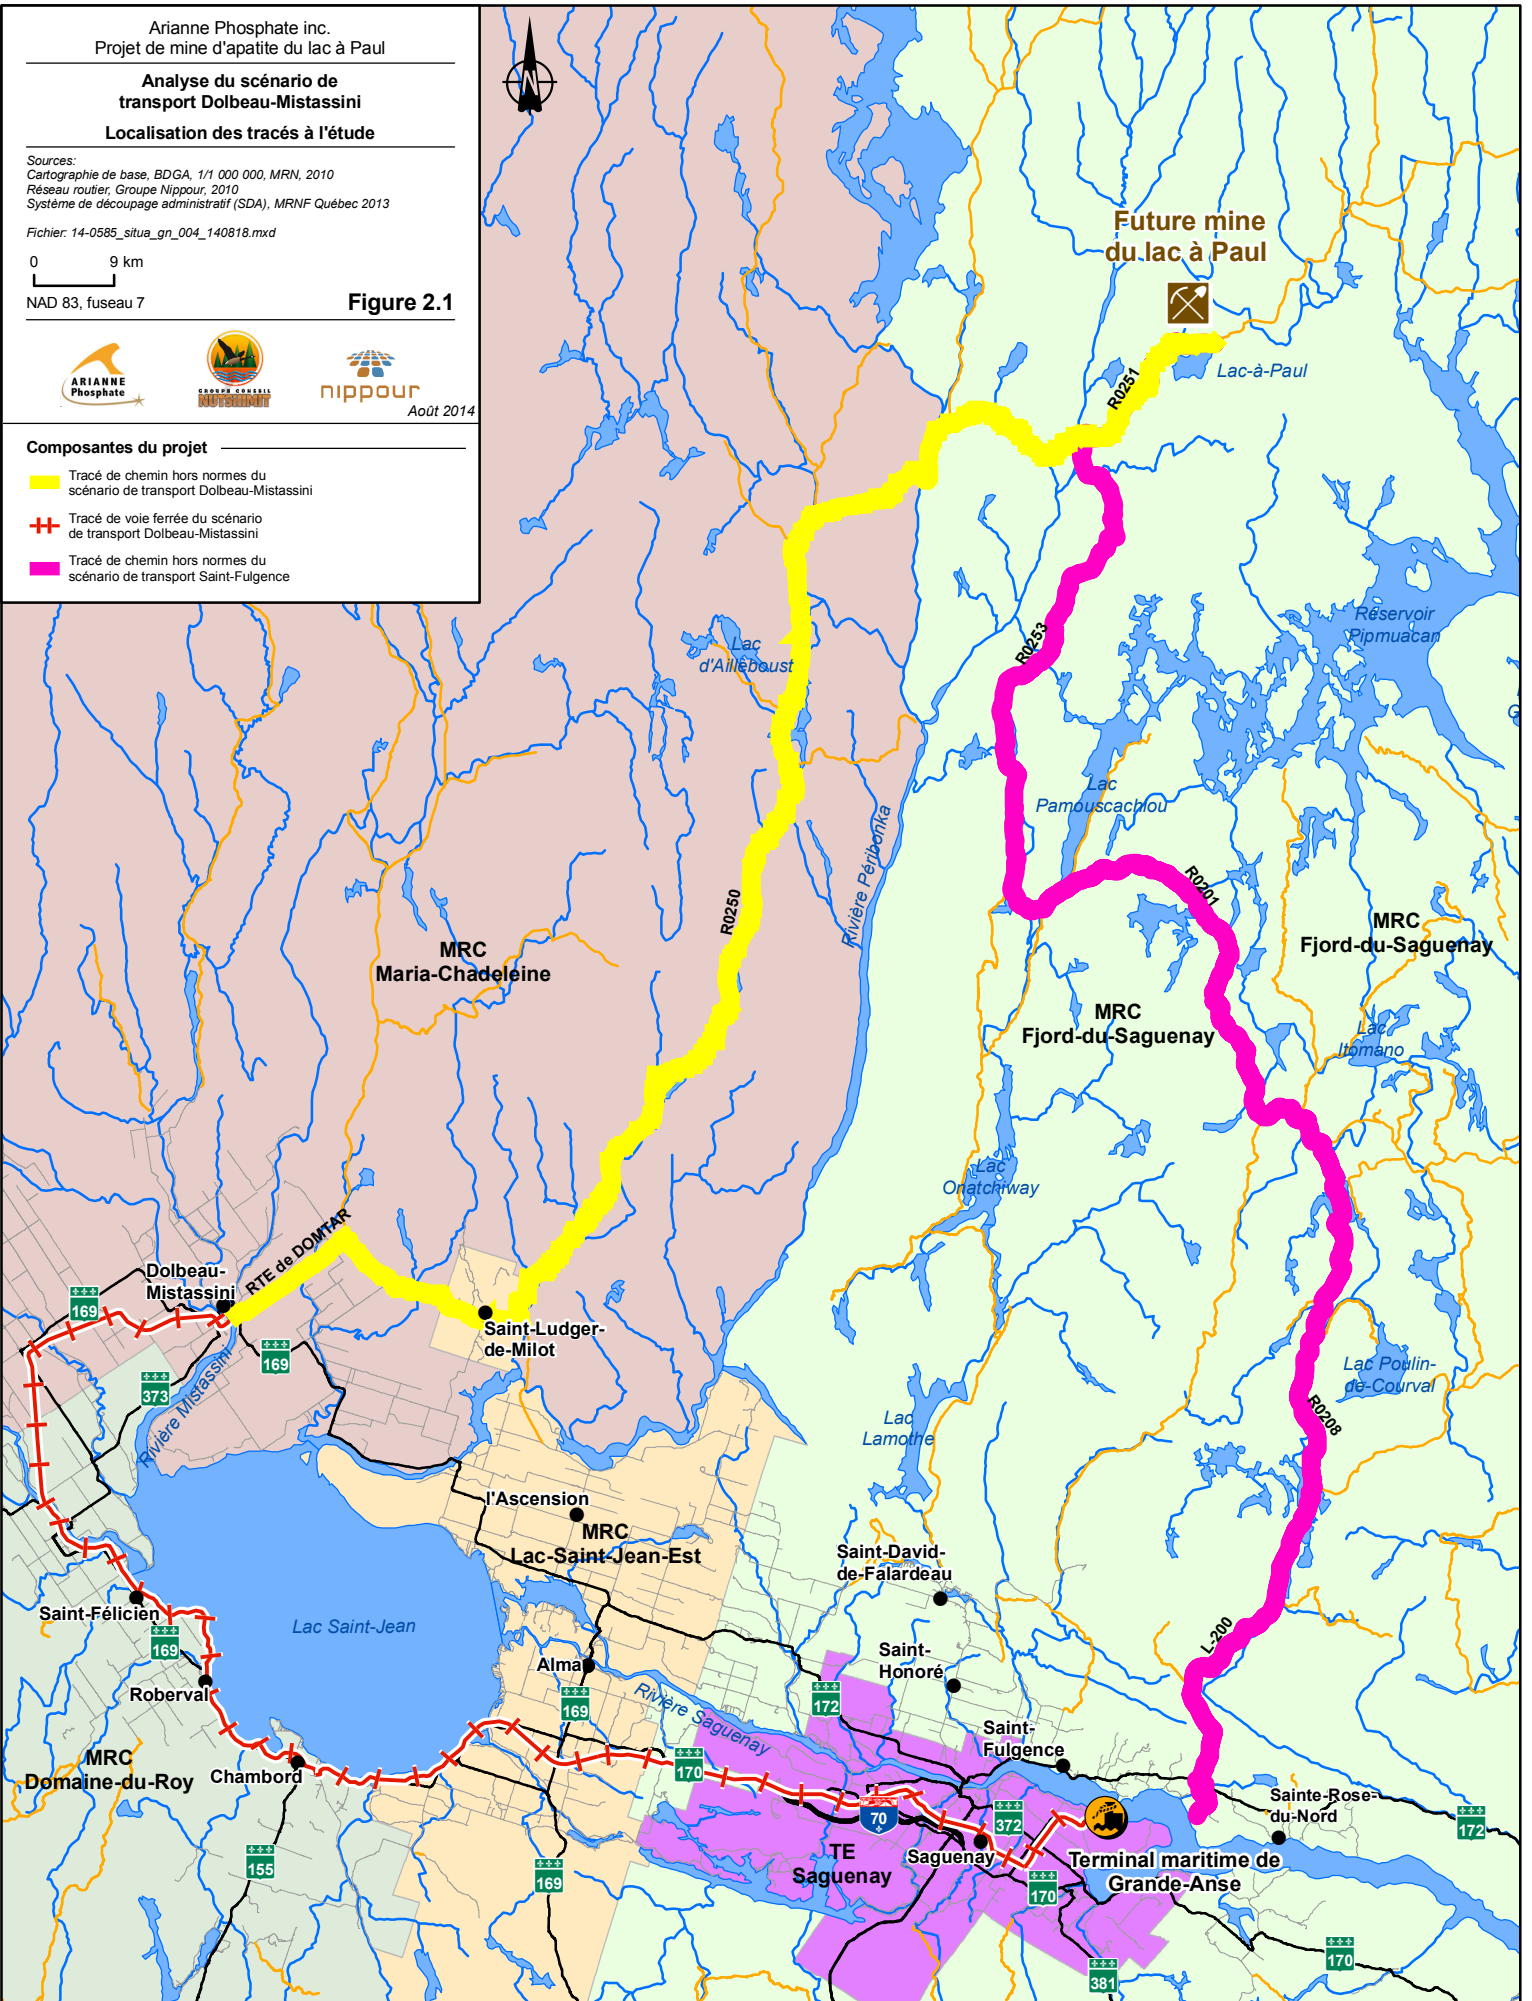 Arianne Phosphate inc.
Projet de mine d'apatite du lac à Paul
Analyse du scénario de
transport Dolbeau-Mistassini
Localisation des tracés à l'étude
Sources:
Cartographie de base, BDGA, 1/1 000 000, MRN, 2010
Réseau routier, Groupe Nippour, 2010
Système de découpage administratif (SDA), MRNF Québec 2013
Fichier: 14-0585_situa_gn_004_140818.mxd
0 9 km
NAD 83, fuseau 7
Figure 2.1
ARIANNE
Phosphate
GROUPE CONSEIL
NUTSHIMIT
nippour
Août 2014
Composantes du projet
Tracé de chemin hors normes du
scénario de transport Dolbeau-Mistassini
Tracé de voie ferrée du scénario
de transport Dolbeau-Mistassini
Tracé de chemin hors normes du
scénario de transport Saint-Fulgence
N
Future mine
du lac à Paul
Lac-à-Paul
R0251
R0253
Réservoir
Pipmuacan
G
Lac
d'Ailleboust
Lac
Pamouscachiou
Rivière Péribonka
R0250
R0201
MRC
Maria-Chadeleine
MRC
Fjord-du-Saguenay
MRC
Fjord-du-Saguenay
Lac
Itomano
Lac
Onatchiway
RTE de DOMTAR
Dolbeau-
Mistassini
169
169
373
Rivière Mistassini
Saint-Ludger-
de-Milot
Lac Poulin-
de-Courval
R0208
Lac
Lamothe
l'Ascension
MRC
Lac-Saint-Jean-Est
Saint-David-
de-Falardeau
Saint-Félicien
169
Lac Saint-Jean
L-200
Saint-
Honoré
Alma
169
Roberval
Rivière Saguenay
172
Saint-
Fulgence
MRC
Domaine-du-Roy
Chambord
170
70
372
Sainte-Rose-
du-Nord
172
155
169
TE
Saguenay
Saguenay
Terminal maritime de
Grande-Anse
170
170
381